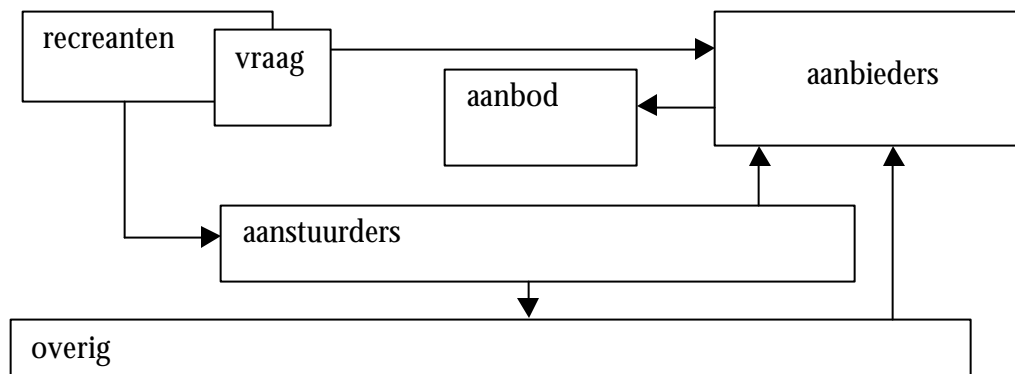 recreanten
vraag
aanbod
aanbieders
aanstuurders
overig